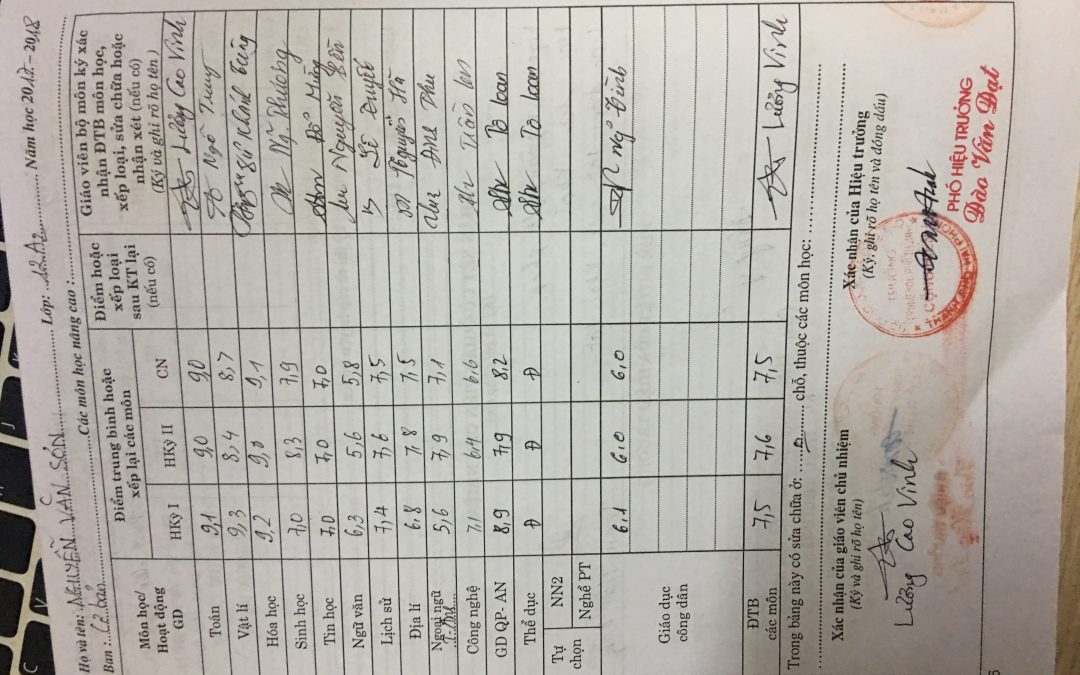 Họ và tên: NGUYỄN VĂN SƠN Lớp: 12A2 Năm học 2017 - 2018
Ban: Cơ bản Các môn học nâng cao:
Môn học/ Hoạt động GD
Điểm trung bình hoặc xếp lại các môn
Điểm hoặc xếp loại sau KT lại (nếu có)
Giáo viên bộ môn ký xác nhận ĐTB môn học, xếp loại, sửa chữa hoặc nhận xét (nếu có)
(Ký và ghi rõ họ tên)
HKỳ I HKỳ II CN
Toán 9,1 9,0 9,0 Lương Cao Vinh
Vật lí 9,3 8,4 8,7 Ngô Trung
Hóa học 9,2 9,0 9,1 Khánh Tùng
Sinh học 7,0 8,3 7,9 Ng Phương
Tin học 7,0 7,0 7,0 Đỗ Mừng
Ngữ văn 6,3 5,6 5,8 Nguyễn Bền
Lịch sử 7,4 7,6 7,5 Lê Duyệt
Địa lí 6,8 7,8 7,5 Nguyễn Hà
Ngoại ngữ T. Anh 5,6 7,9 7,1 Anh Phu
Công nghệ 7,1 6,4 6,6 Trần
GD QP- AN 8,9 7,9 8,2 Tô Loan
Thể dục Đ Đ Đ Tô Loan
Tự chọn
NN2
Nghề PT
Giáo dục công dân 6,1 6,0 6,0 Ngô Đình
ĐTB các môn 7,5 7,6 7,5 Lương Vinh
Trong bảng này có sửa chữa ở: chỗ, thuộc các môn học:
Xác nhận của giáo viên chủ nhiệm
(Ký và ghi rõ họ tên)
Lương Cao Vinh
Xác nhận của Hiệu trưởng
(Ký, ghi rõ họ tên và đóng dấu)
PHÓ HIỆU TRƯỞNG
Đào Văn Đạt